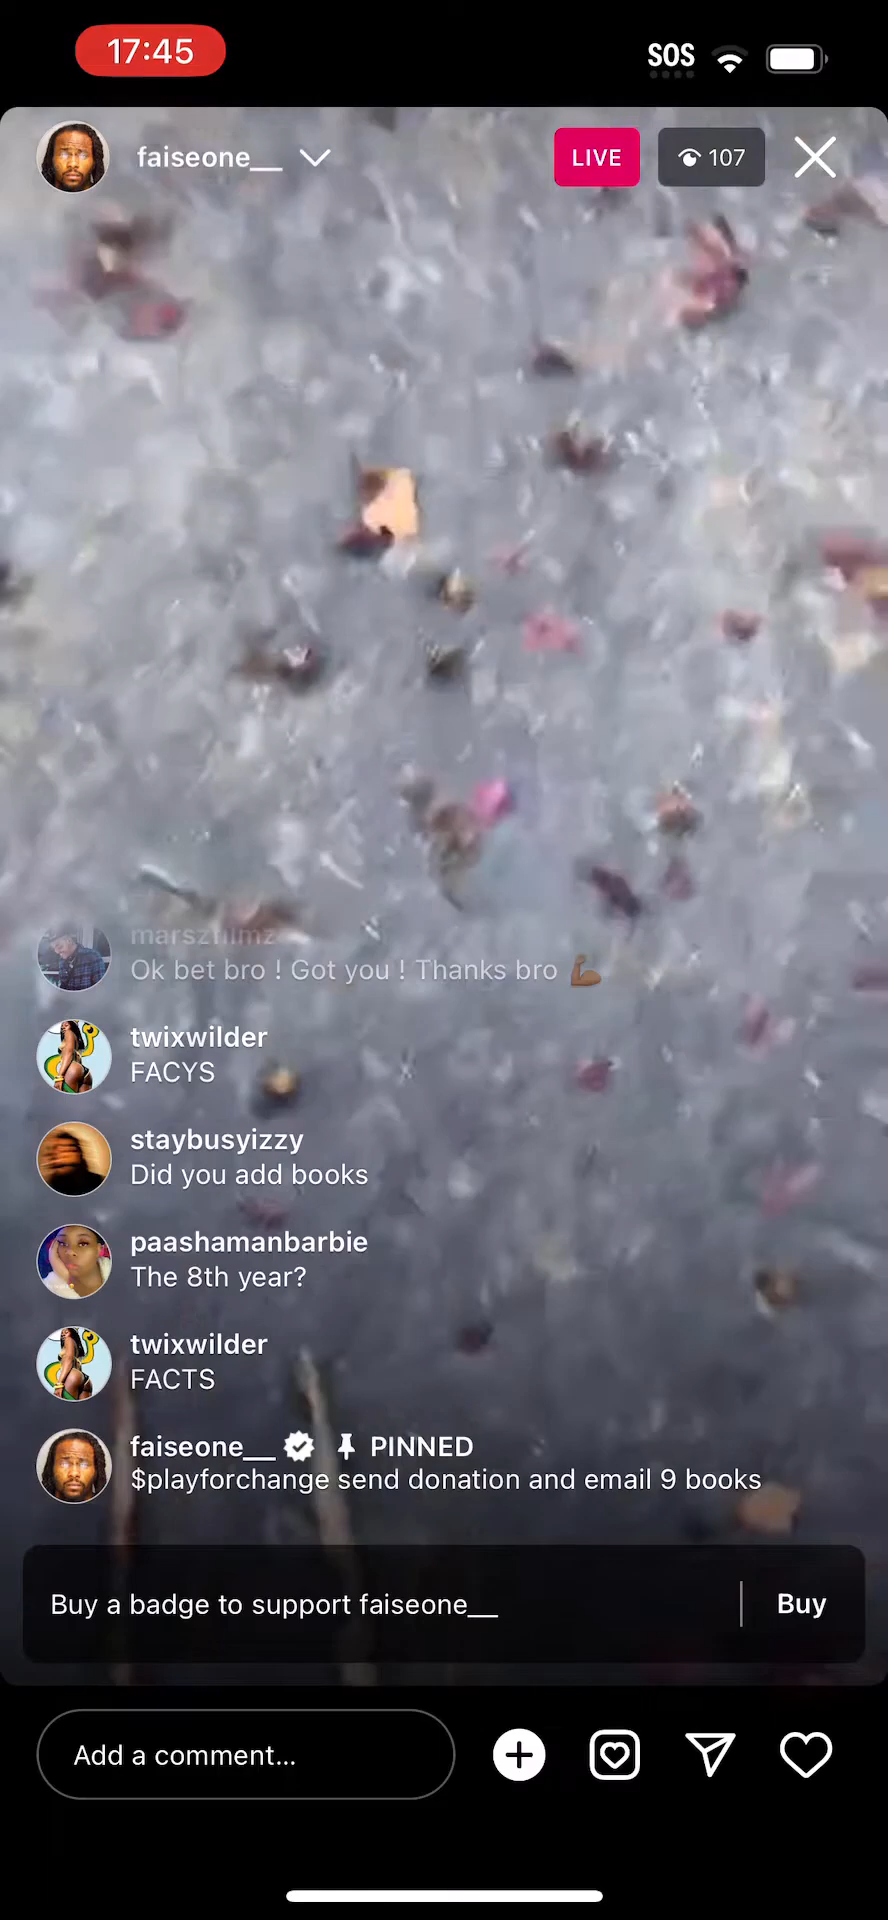 17:45
SOS
faiseone__
LIVE
107
marszfilmz
Ok bet bro ! Got you ! Thanks bro
twixwilder
FACYS
staybusyizzy
Did you add books
paashamanbarbie
The 8th year?
twixwilder
FACTS
faiseone__ PINNED
$playforchange send donation and email 9 books
Buy a badge to support faiseone__
Buy
Add a comment...